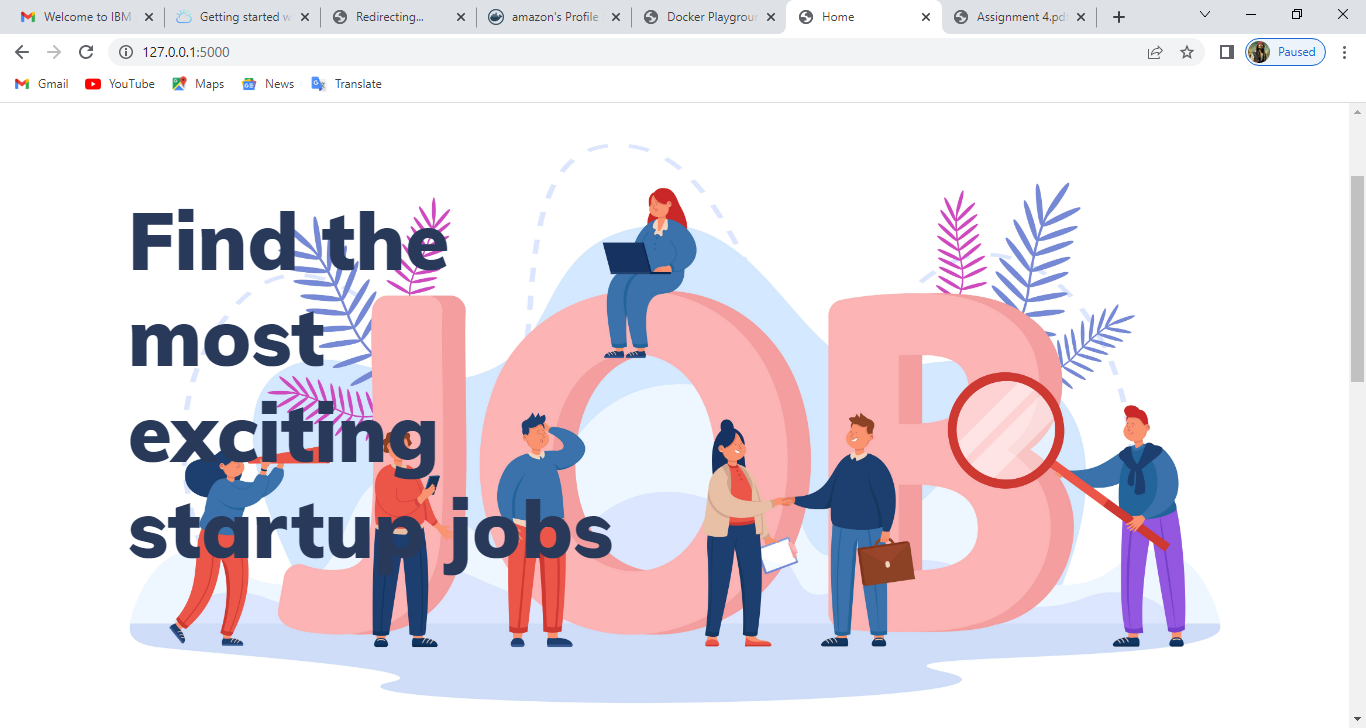 Welcome to IBM
Getting started w
Redirecting...
amazon's Profile
Docker Playgrou
Home
Assignment 4.pdf
127.0.0.1:5000
Paused
Gmail
YouTube
Maps
News
Translate
Find the
most
exciting
startup jobs
JOB